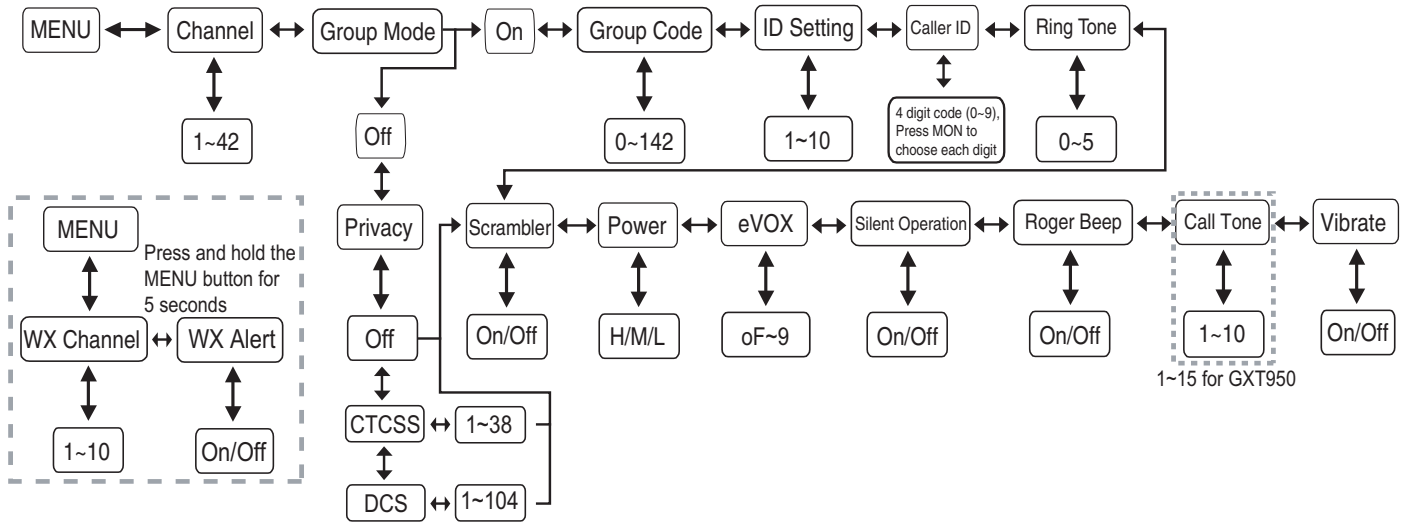 MENU
Channel
Group Mode
On
Group Code
ID Setting
Caller ID
Ring Tone
1~42
Off
0~142
1~10
4 digit code (0~9),
Press MON to
choose each digit
0~5
MENU
Press and hold the
MENU button for
5 seconds
WX Channel
WX Alert
1~10
On/Off
Privacy
Scrambler
Power
eVOX
Silent Operation
Roger Beep
Call Tone
Vibrate
Off
On/Off
H/M/L
oF~9
On/Off
On/Off
1~10
On/Off
1~15 for GXT950
CTCSS
1~38
DCS
1~104